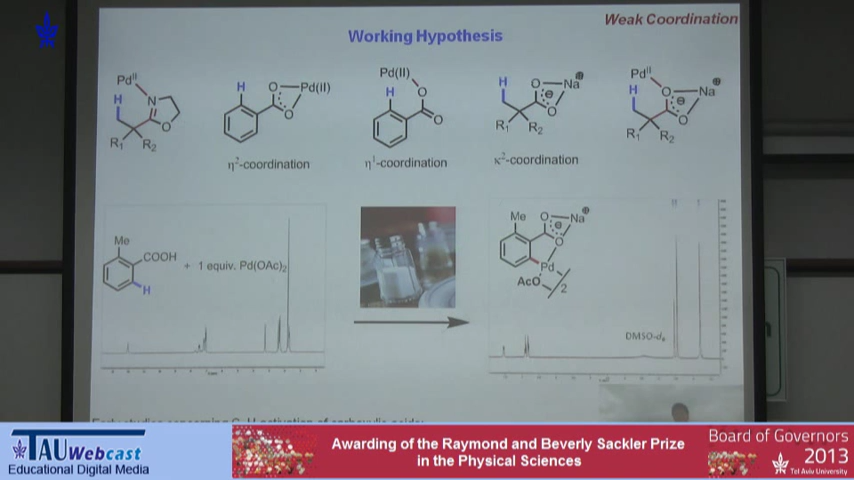 Weak Coordination
Working Hypothesis
Pd^II
H
N
O
R₁ R₂
H
O
Pd(II)
O
η²-coordination
Pd(II)
H
O
O
η¹-coordination
H
O
Na
⊕
⊖
O
R₁ R₂
κ²-coordination
Pd^II
H
O
Na
⊕
⊖
O
R₁ R₂
Me
COOH
H
+ 1 equiv. Pd(OAc)₂
Me
O
Na
⊕
⊖
O
Pd
AcO
2
DMSO-d₆
TAU Webcast
Educational Digital Media
Awarding of the Raymond and Beverly Sackler Prize
in the Physical Sciences
Board of Governors
2013
Tel Aviv University